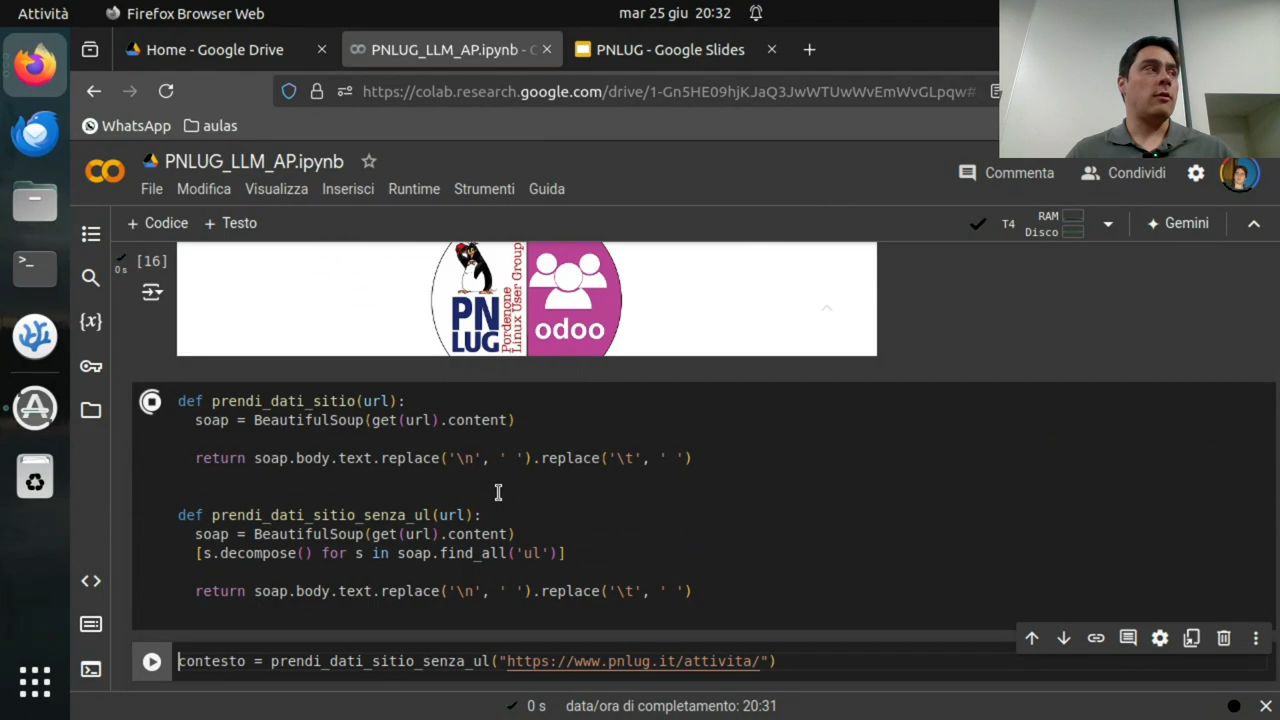 Attività
Firefox Browser Web
mar 25 giu 20:32
Home - Google Drive
PNLUG_LLM_AP.ipynb - C
PNLUG - Google Slides
https://colab.research.google.com/drive/1-Gn5HE09hjKJaQ3JwWTUwWvEmWvGLpqw#
WhatsApp
aulas
PNLUG_LLM_AP.ipynb
Commenta
Condividi
File Modifica Visualizza Inserisci Runtime Strumenti Guida
+ Codice + Testo
T4
RAM
Disco
Gemini
[16]
0s
PN
LUG
Pordenone
Linux User Group
odoo
def prendi_dati_sitio(url):
soap = BeautifulSoup(get(url).content)
return soap.body.text.replace('\n', ' ').replace('\t', ' ')
def prendi_dati_sitio_senza_ul(url):
soap = BeautifulSoup(get(url).content)
[s.decompose() for s in soap.find_all('ul')]
return soap.body.text.replace('\n', ' ').replace('\t', ' ')
contesto = prendi_dati_sitio_senza_ul("https://www.pnlug.it/attivita/")
0 s data/ora di completamento: 20:31